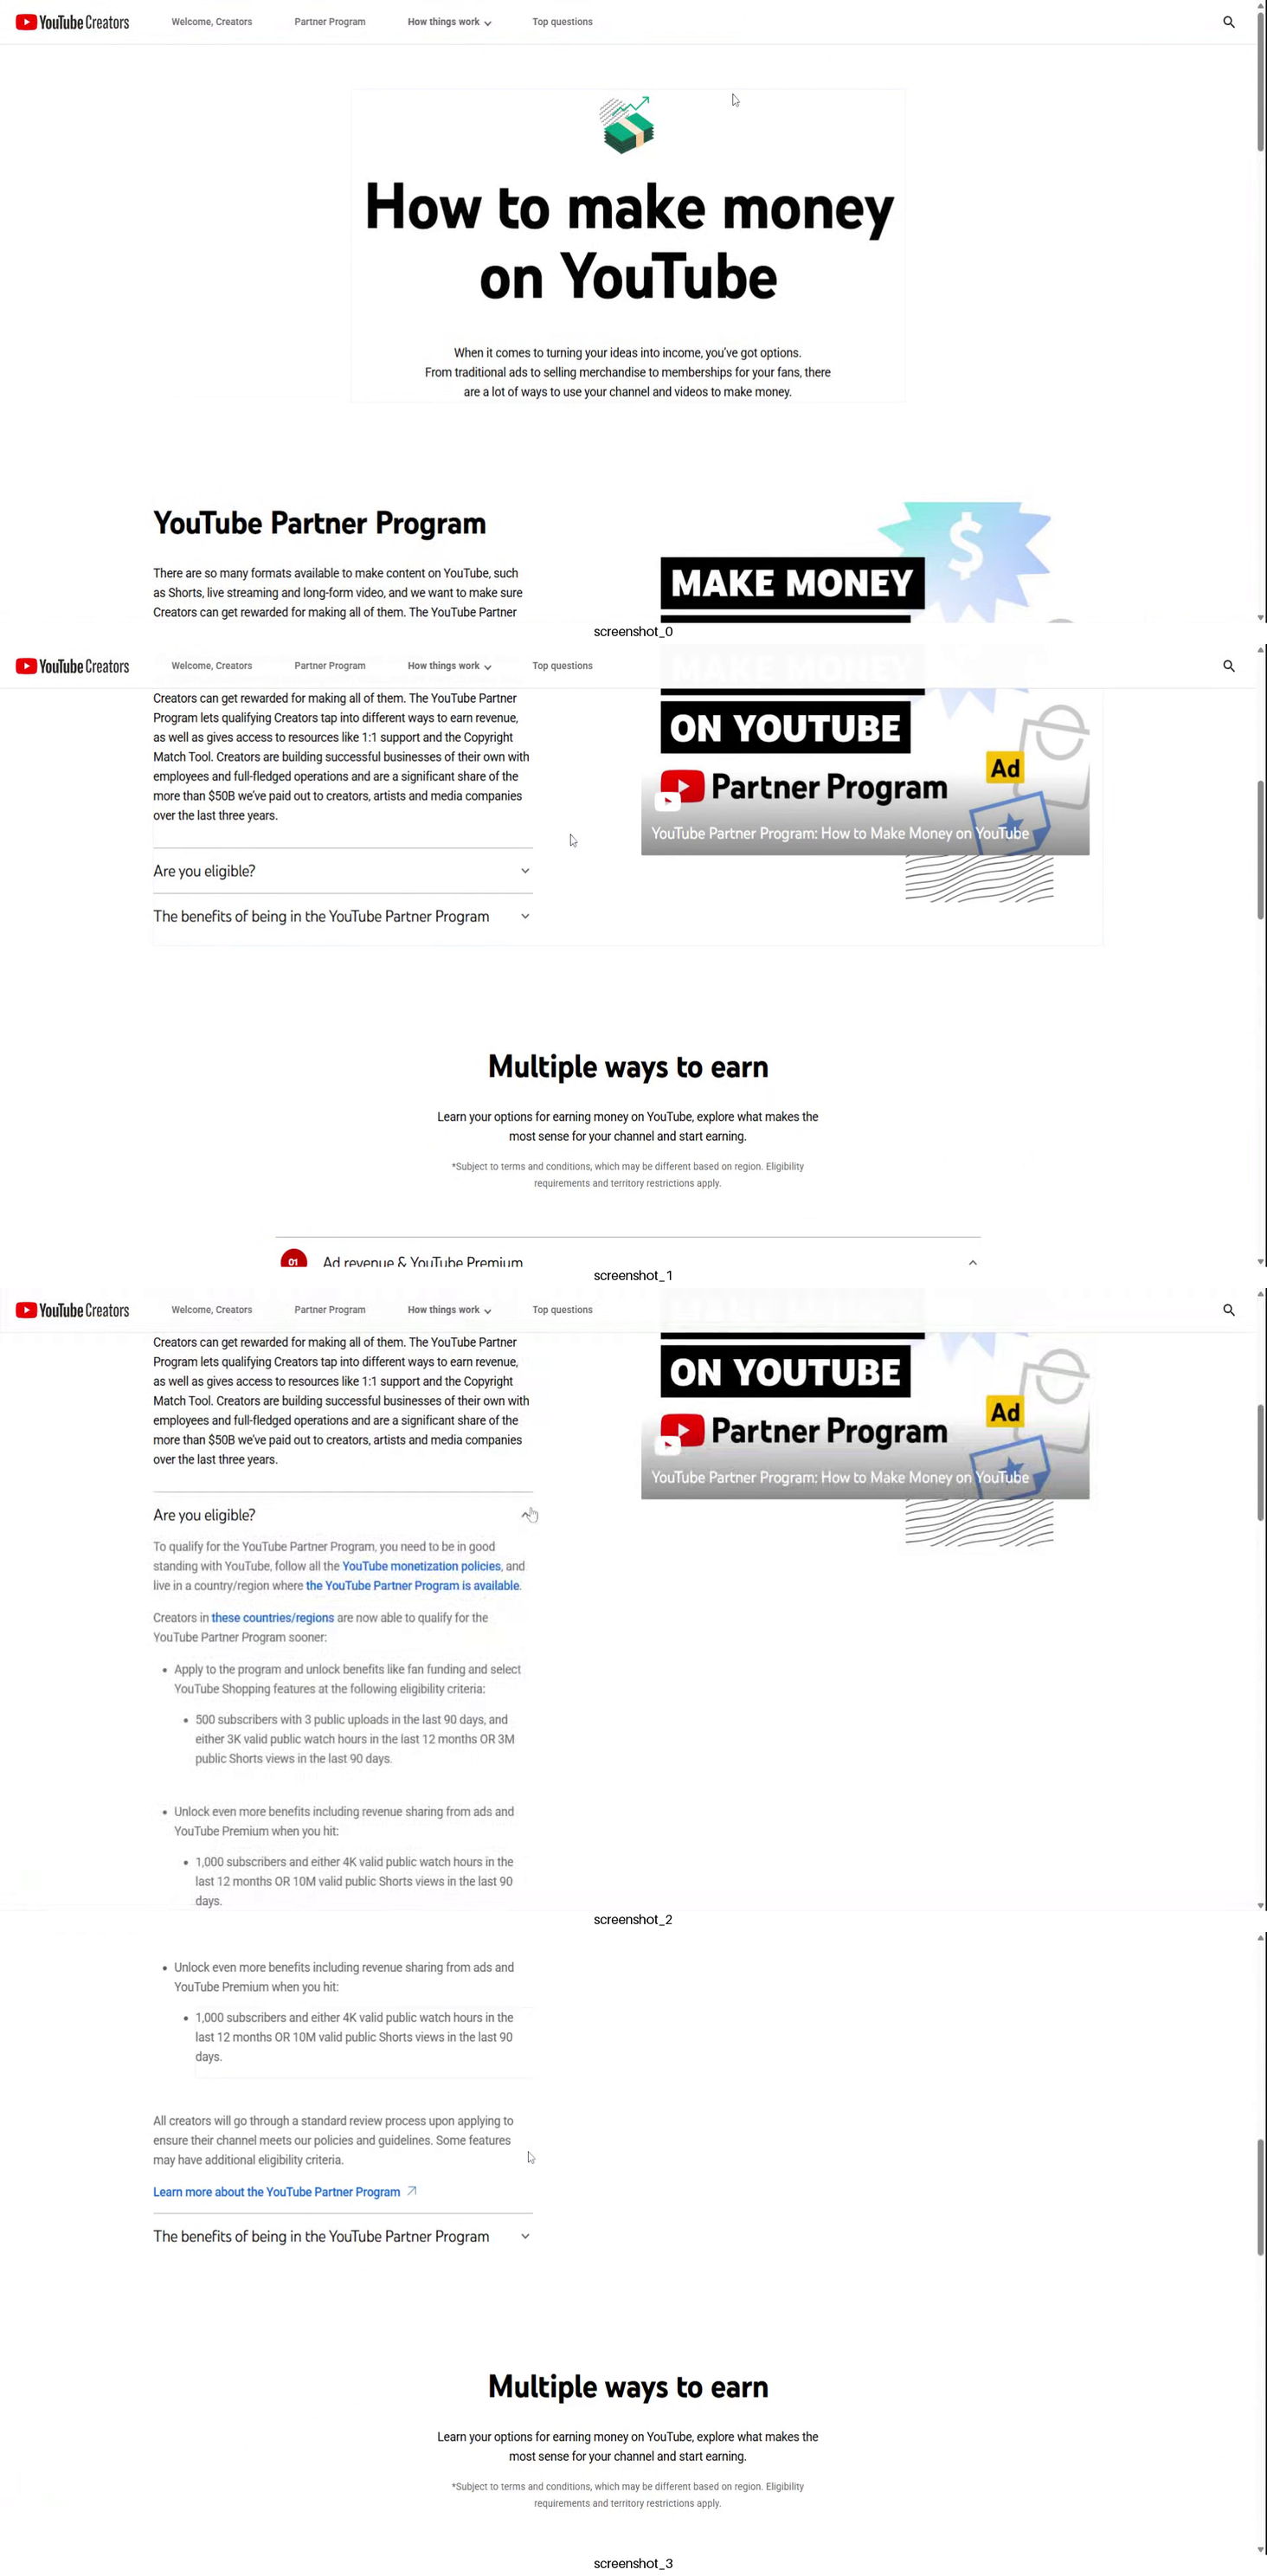 YouTube Creators
Welcome, Creators
Partner Program
How things work
Top questions
How to make money
on YouTube
When it comes to turning your ideas into income, you've got options.
From traditional ads to selling merchandise to memberships for your fans, there
are a lot of ways to use your channel and videos to make money.
YouTube Partner Program
There are so many formats available to make content on YouTube, such
as Shorts, live streaming and long-form video, and we want to make sure
Creators can get rewarded for making all of them. The YouTube Partner
$
MAKE MONEY
screenshot_0
YouTube Creators
Welcome, Creators
Partner Program
How things work
Top questions
Creators can get rewarded for making all of them. The YouTube Partner
Program lets qualifying Creators tap into different ways to earn revenue,
as well as gives access to resources like 1:1 support and the Copyright
Match Tool. Creators are building successful businesses of their own with
employees and full-fledged operations and are a significant share of the
more than $50B we've paid out to creators, artists and media companies
over the last three years.
MAKE MONEY
ON YOUTUBE
Ad
Partner Program
YouTube Partner Program: How to Make Money on YouTube
Are you eligible?
The benefits of being in the YouTube Partner Program
Multiple ways to earn
Learn your options for earning money on YouTube, explore what makes the
most sense for your channel and start earning.
*Subject to terms and conditions, which may be different based on region. Eligibility
requirements and territory restrictions apply.
01
Ad revenue & YouTube Premium
screenshot_1
YouTube Creators
Welcome, Creators
Partner Program
How things work
Top questions
Creators can get rewarded for making all of them. The YouTube Partner
Program lets qualifying Creators tap into different ways to earn revenue,
as well as gives access to resources like 1:1 support and the Copyright
Match Tool. Creators are building successful businesses of their own with
employees and full-fledged operations and are a significant share of the
more than $50B we've paid out to creators, artists and media companies
over the last three years.
ON YOUTUBE
Ad
Partner Program
YouTube Partner Program: How to Make Money on YouTube
Are you eligible?
To qualify for the YouTube Partner Program, you need to be in good
standing with YouTube, follow all the YouTube monetization policies, and
live in a country/region where the YouTube Partner Program is available.
Creators in these countries/regions are now able to qualify for the
YouTube Partner Program sooner:
• Apply to the program and unlock benefits like fan funding and select
YouTube Shopping features at the following eligibility criteria:
• 500 subscribers with 3 public uploads in the last 90 days, and
either 3K valid public watch hours in the last 12 months OR 3M
public Shorts views in the last 90 days.
• Unlock even more benefits including revenue sharing from ads and
YouTube Premium when you hit:
• 1,000 subscribers and either 4K valid public watch hours in the
last 12 months OR 10M valid public Shorts views in the last 90
days.
screenshot_2
• Unlock even more benefits including revenue sharing from ads and
YouTube Premium when you hit:
• 1,000 subscribers and either 4K valid public watch hours in the
last 12 months OR 10M valid public Shorts views in the last 90
days.
All creators will go through a standard review process upon applying to
ensure their channel meets our policies and guidelines. Some features
may have additional eligibility criteria.
Learn more about the YouTube Partner Program
The benefits of being in the YouTube Partner Program
Multiple ways to earn
Learn your options for earning money on YouTube, explore what makes the
most sense for your channel and start earning.
*Subject to terms and conditions, which may be different based on region. Eligibility
requirements and territory restrictions apply.
screenshot_3